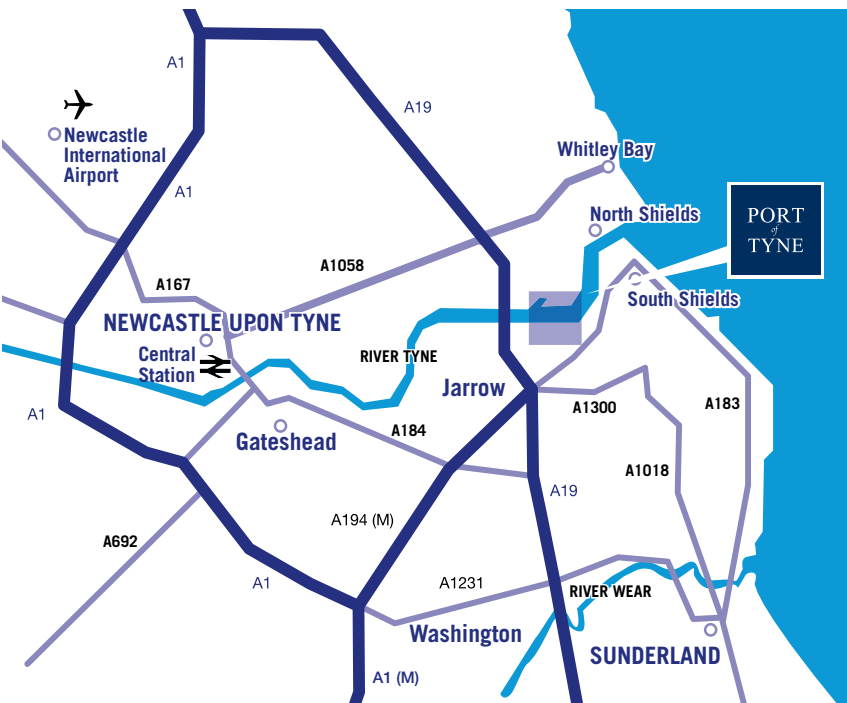 A1
A19
Newcastle
International
Airport
Whitley Bay
A1
North Shields
PORT
of
TYNE
A1058
A167
South Shields
NEWCASTLE UPON TYNE
Central
Station
RIVER TYNE
Jarrow
A1
A1300
A183
Gateshead
A184
A1018
A19
A194 (M)
A692
A1
A1231
RIVER WEAR
Washington
SUNDERLAND
A1 (M)